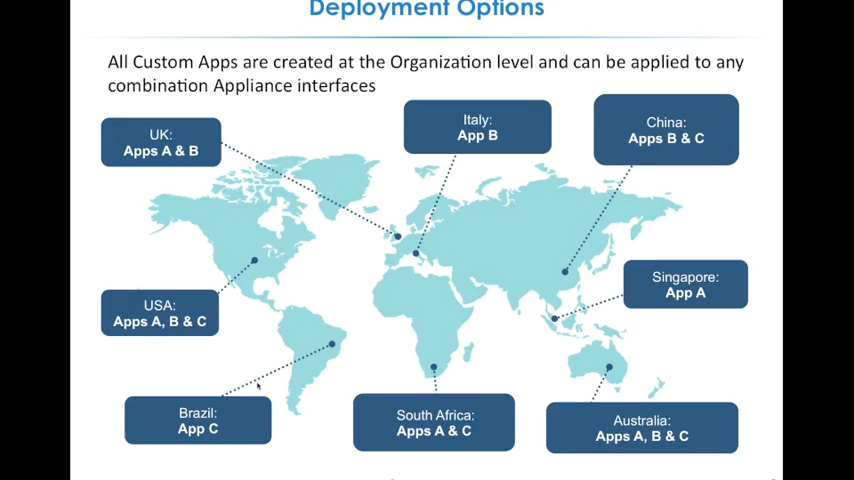 Deployment Options
All Custom Apps are created at the Organization level and can be applied to any
combination Appliance interfaces
UK:
Apps A & B
Italy:
App B
China:
Apps B & C
Singapore:
App A
USA:
Apps A, B & C
Brazil:
App C
South Africa:
Apps A & C
Australia:
Apps A, B & C